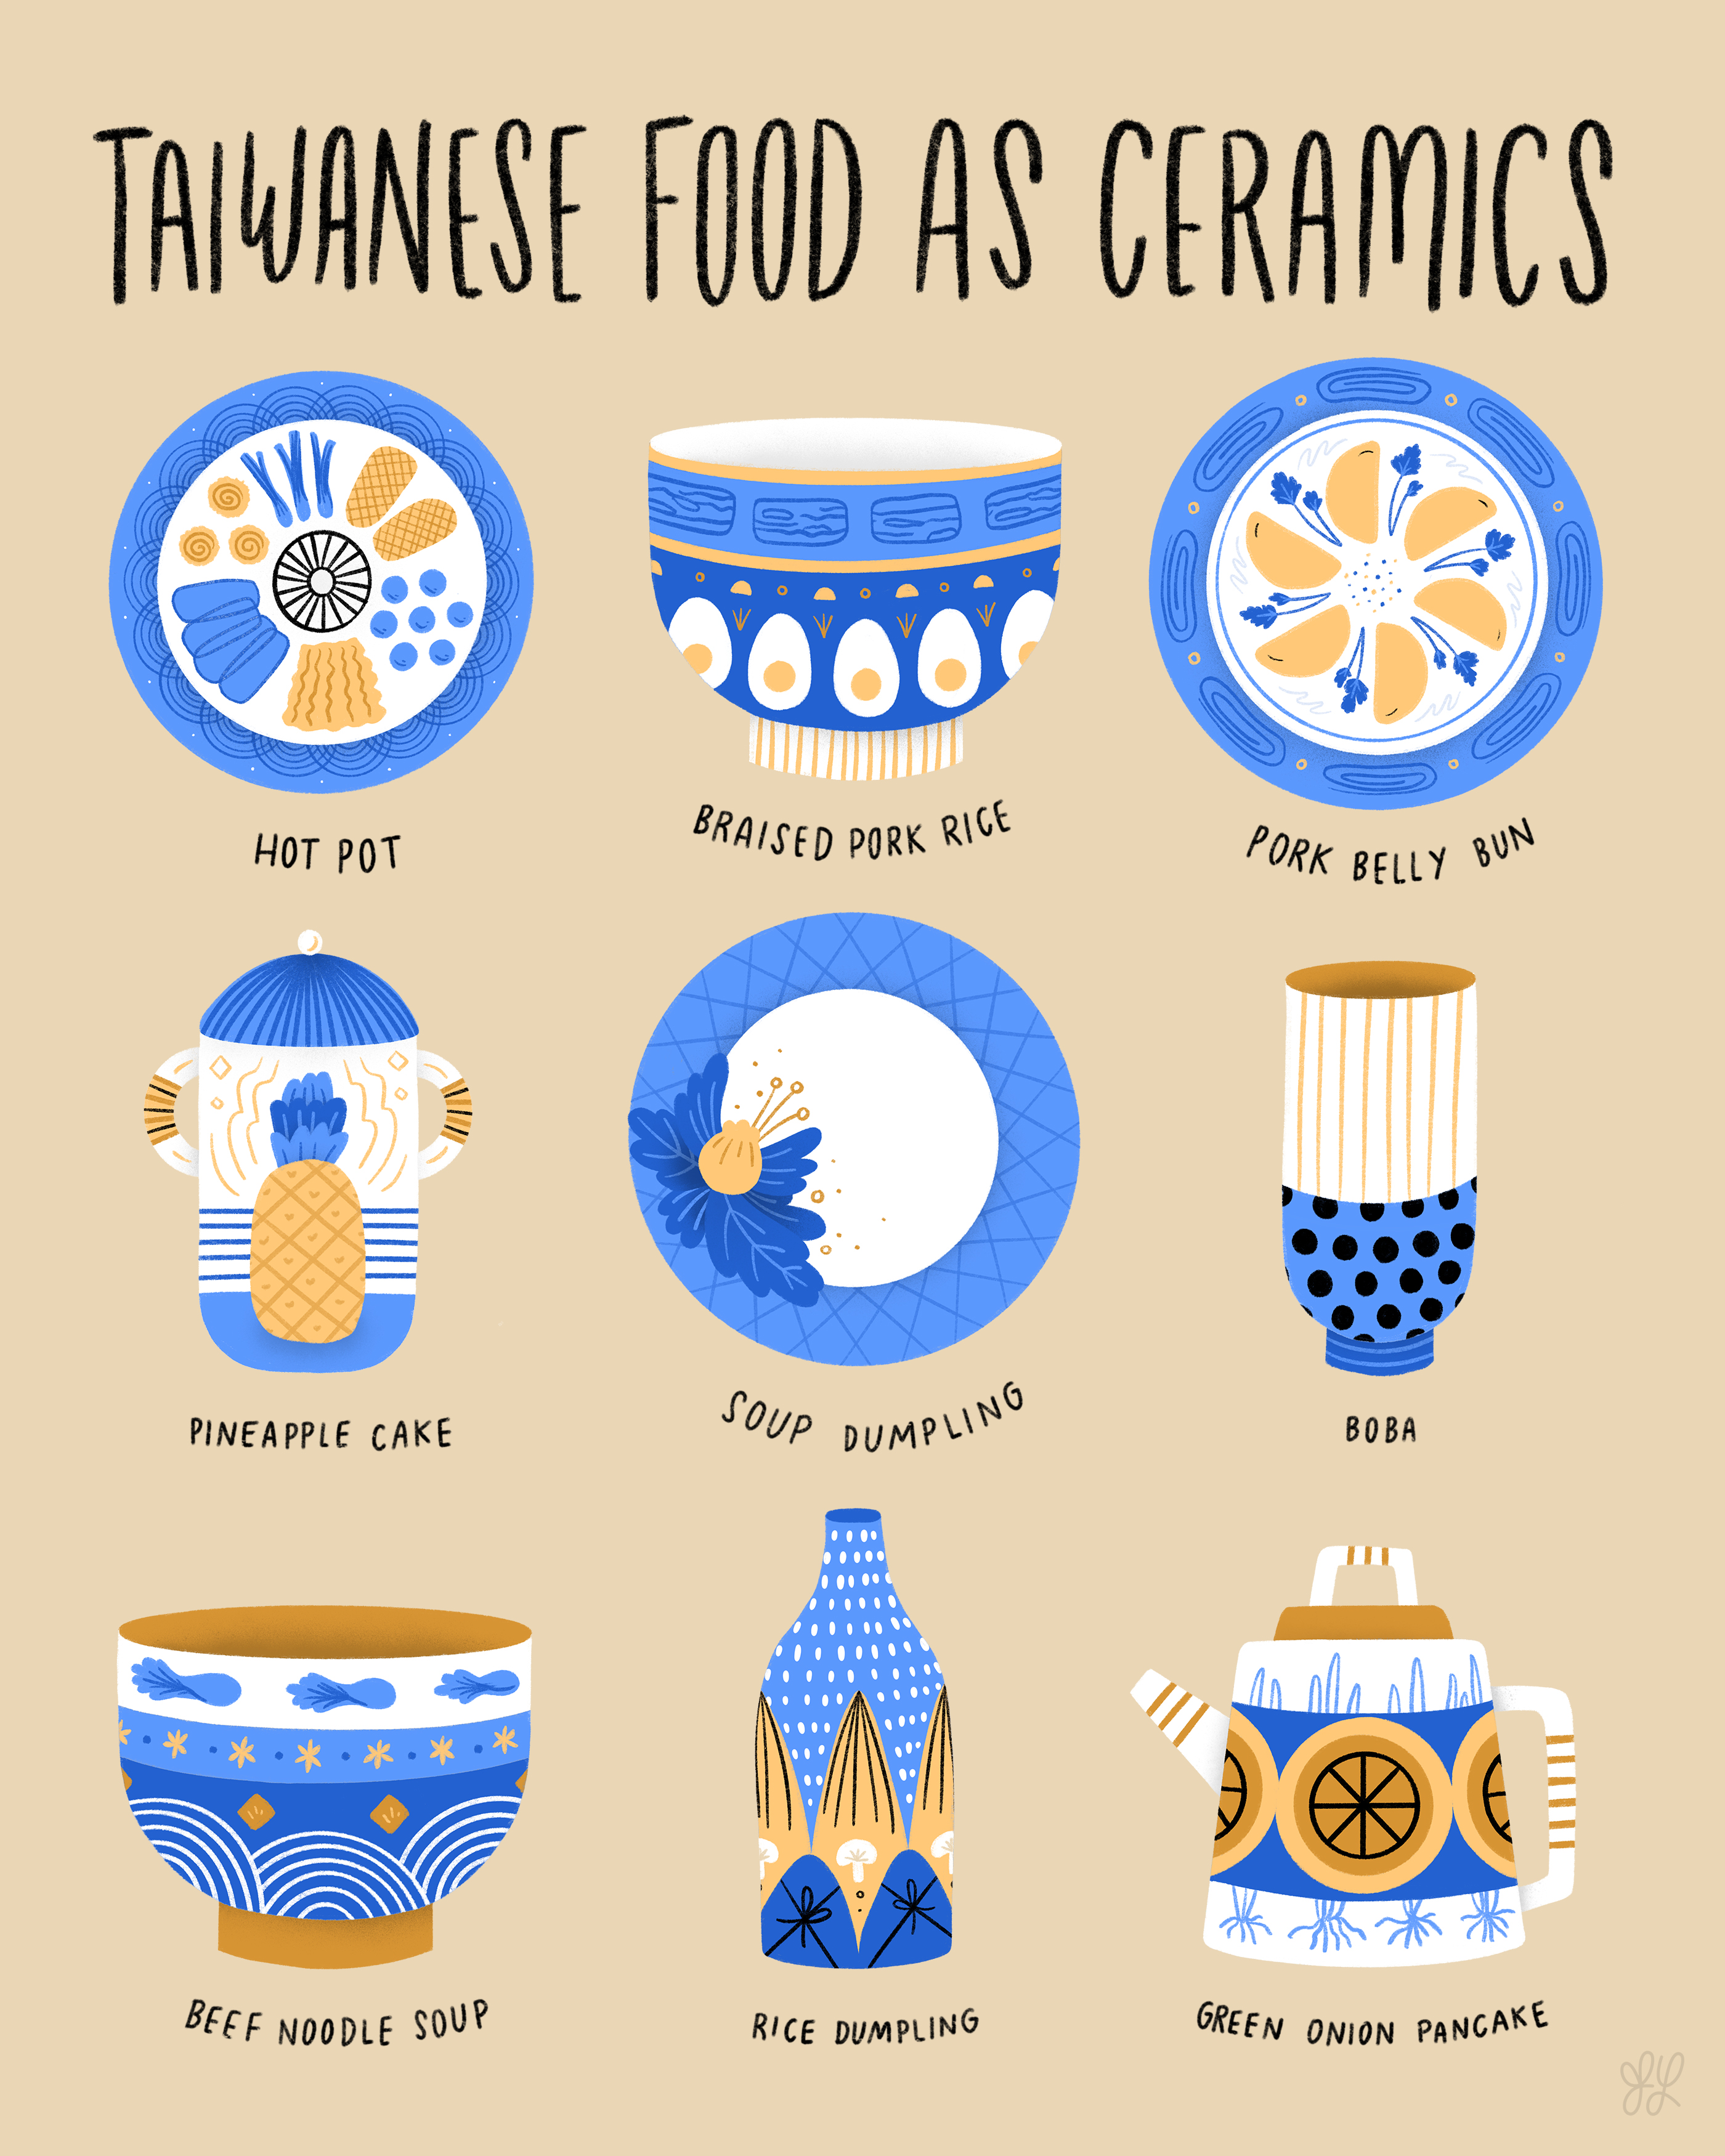 TAIWANESE FOOD AS CERAMICS
HOT POT
BRAISED PORK RICE
PORK BELLY BUN
PINEAPPLE CAKE
SOUP DUMPLING
BOBA
BEEF NOODLE SOUP
RICE DUMPLING
GREEN ONION PANCAKE